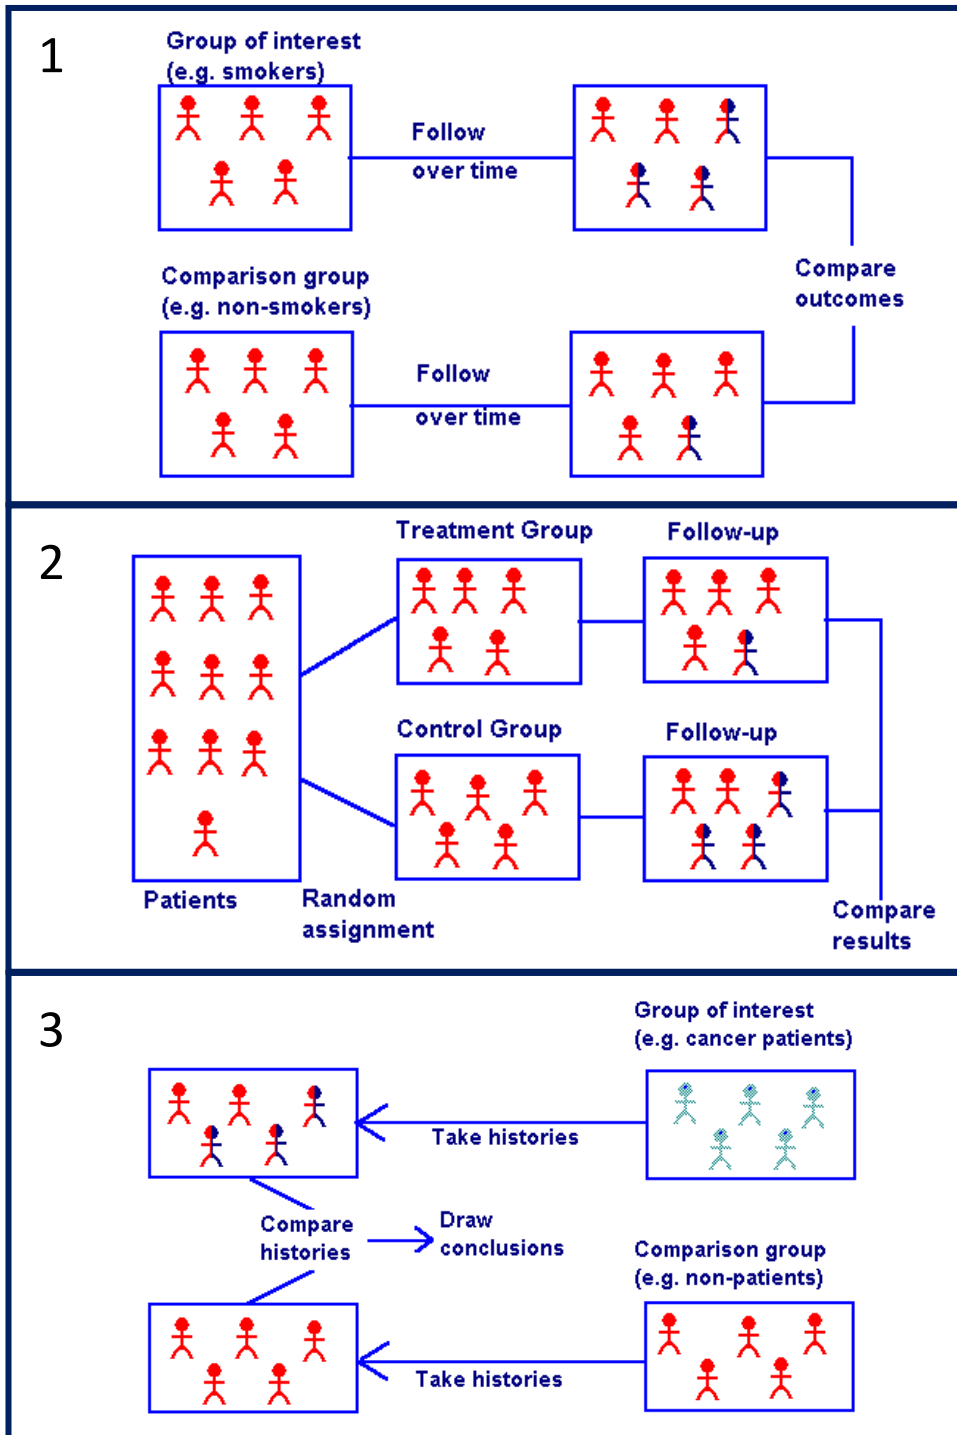 1
Group of interest
(e.g. smokers)
Follow
over time
Compare
outcomes
Comparison group
(e.g. non-smokers)
Follow
over time
2
Treatment Group
Follow-up
Control Group
Follow-up
Patients
Random
assignment
Compare
results
3
Group of interest
(e.g. cancer patients)
Take histories
Compare
histories
Draw
conclusions
Comparison group
(e.g. non-patients)
Take histories